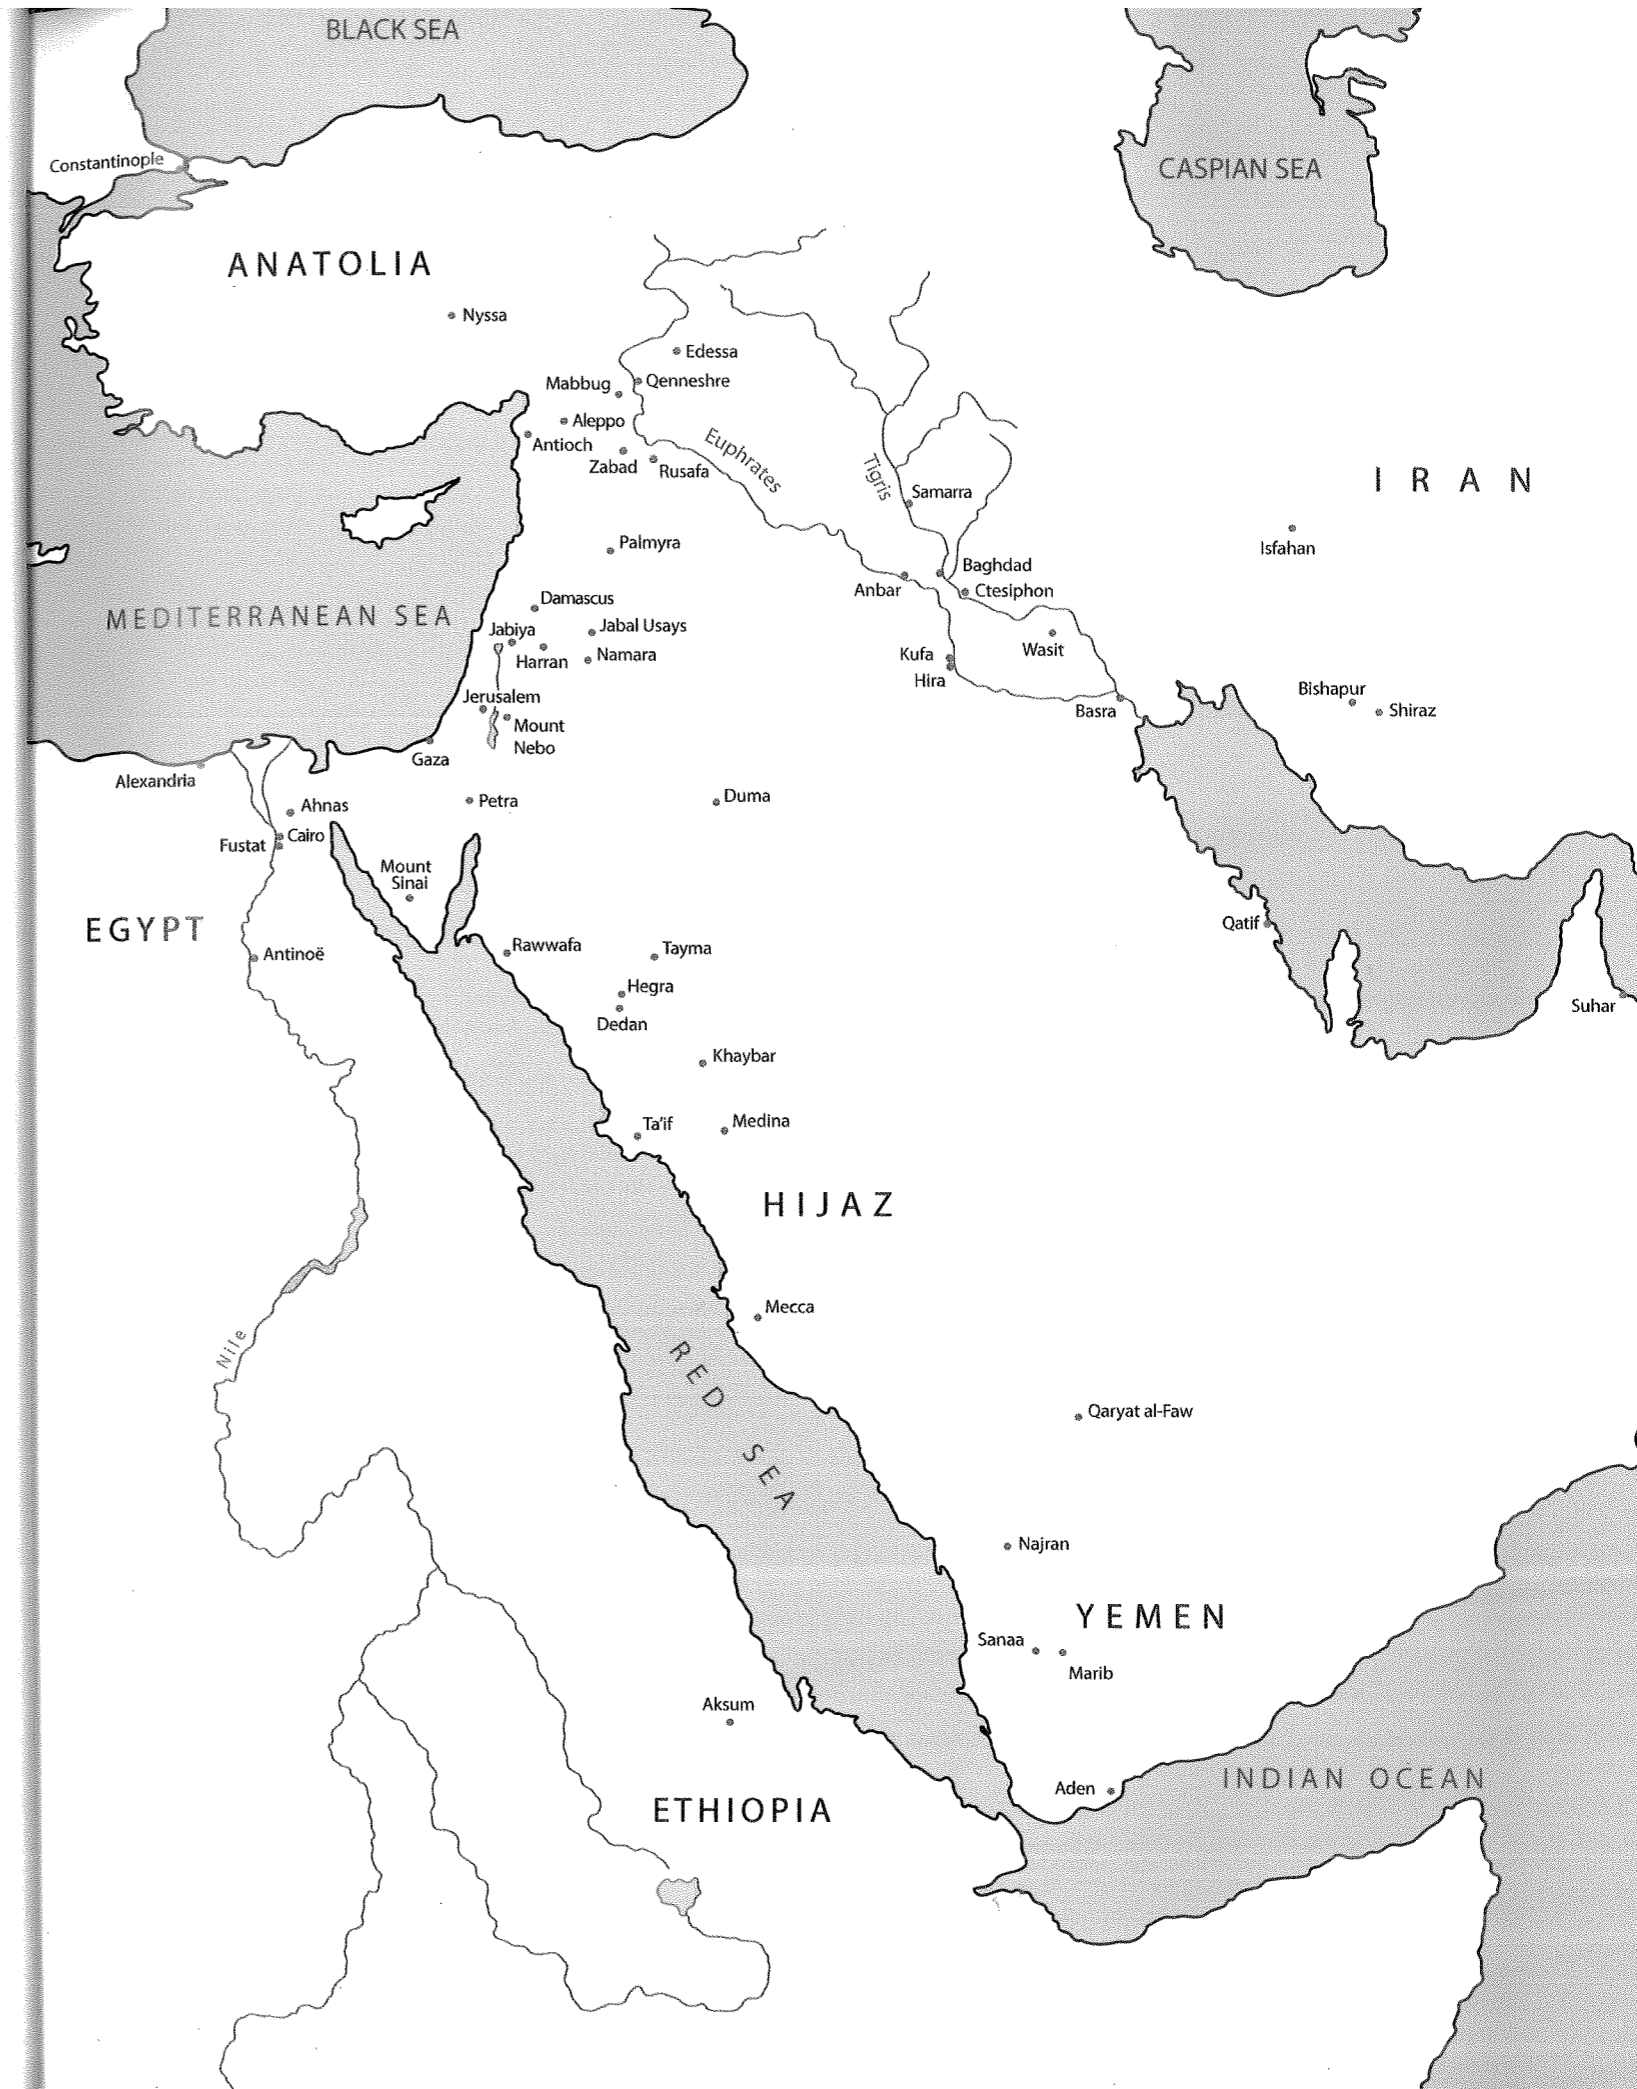 BLACK SEA
CASPIAN SEA
Constantinople
ANATOLIA
Nyssa
Edessa
Mabbug
Qenneshre
Aleppo
Antioch
Euphrates
Zabad
Rusafa
Tigris
IRAN
Samarra
Isfahan
Palmyra
Baghdad
Anbar
Ctesiphon
Damascus
MEDITERRANEAN SEA
Jabiya
Jabal Usays
Harran
Namara
Kufa
Wasit
Hira
Jerusalem
Bishapur
Basra
Shiraz
Mount
Nebo
Gaza
Alexandria
Ahnas
Petra
Duma
Fustat
Cairo
Mount
Sinai
EGYPT
Qatif
Antinoë
Rawwafa
Tayma
Hegra
Suhar
Dedan
Khaybar
Ta'if
Medina
HIJAZ
Mecca
Nile
RED SEA
Qaryat al-Faw
Najran
YEMEN
Sanaa
Marib
Aksum
Aden
INDIAN OCEAN
ETHIOPIA